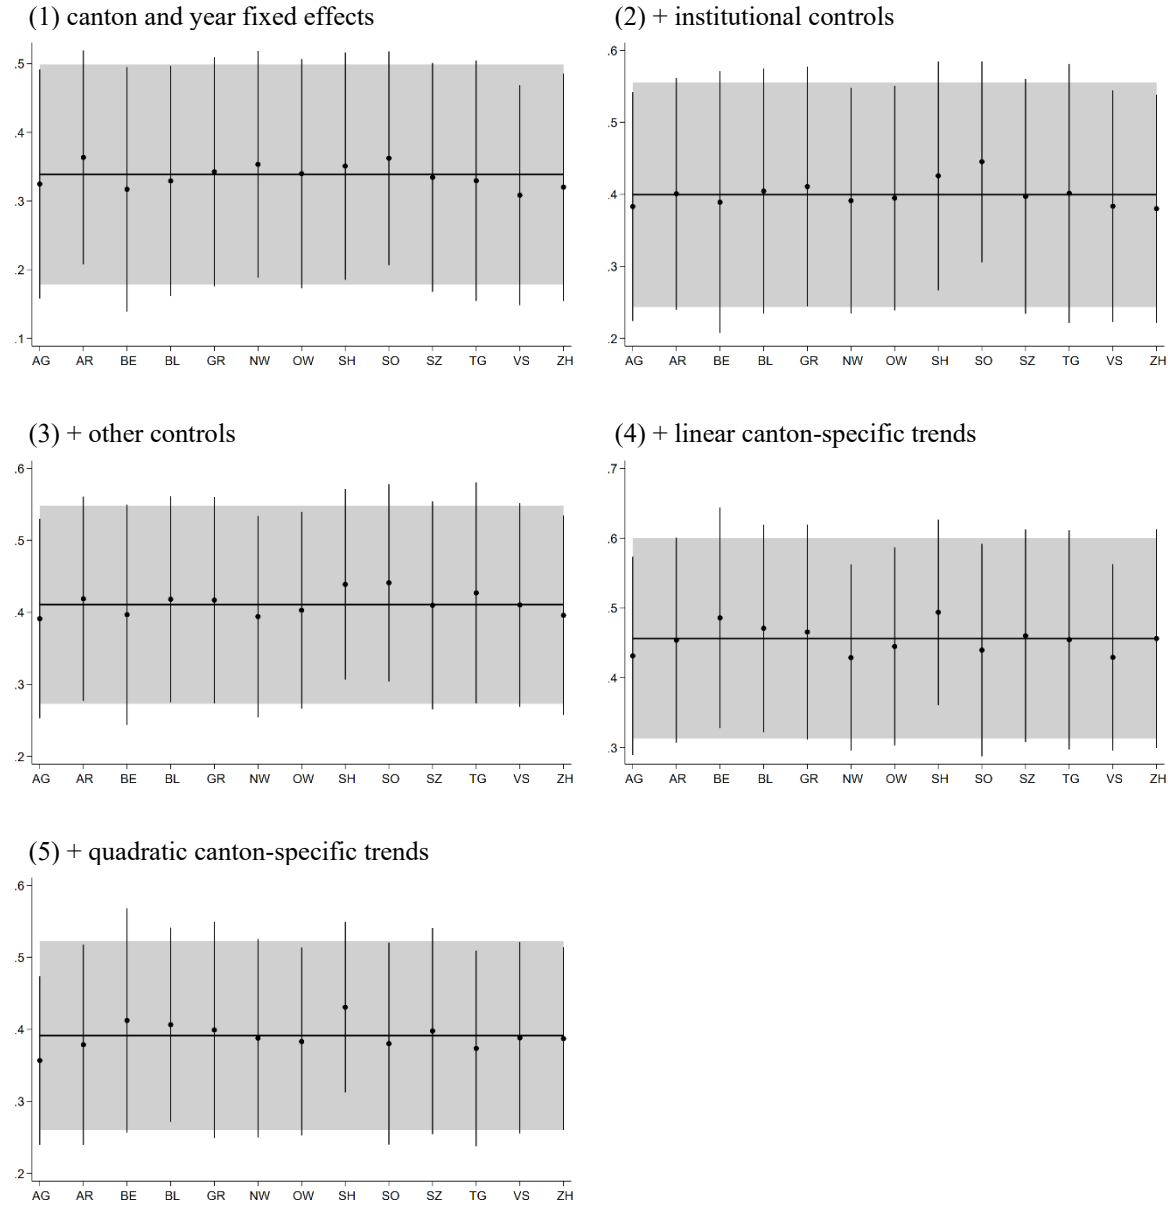 (1) canton and year fixed effects
.5
.4
.3
.2
.1
AG AR BE BL GR NW OW SH SO SZ TG VS ZH
(2) + institutional controls
.6
.5
.4
.3
.2
AG AR BE BL GR NW OW SH SO SZ TG VS ZH
(3) + other controls
.6
.5
.4
.3
.2
AG AR BE BL GR NW OW SH SO SZ TG VS ZH
(4) + linear canton-specific trends
.7
.6
.5
.4
.3
AG AR BE BL GR NW OW SH SO SZ TG VS ZH
(5) + quadratic canton-specific trends
.6
.5
.4
.3
.2
AG AR BE BL GR NW OW SH SO SZ TG VS ZH